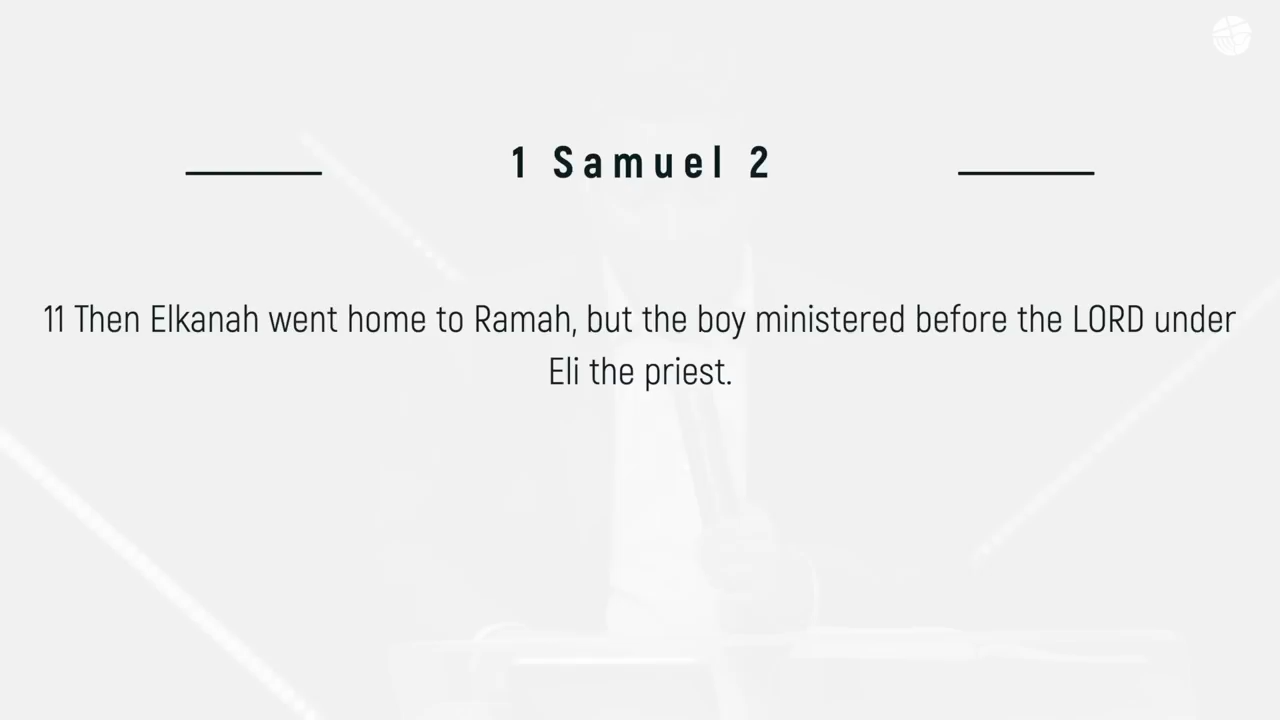 1 Samuel 2
11 Then Elkanah went home to Ramah, but the boy ministered before the LORD under
Eli the priest.